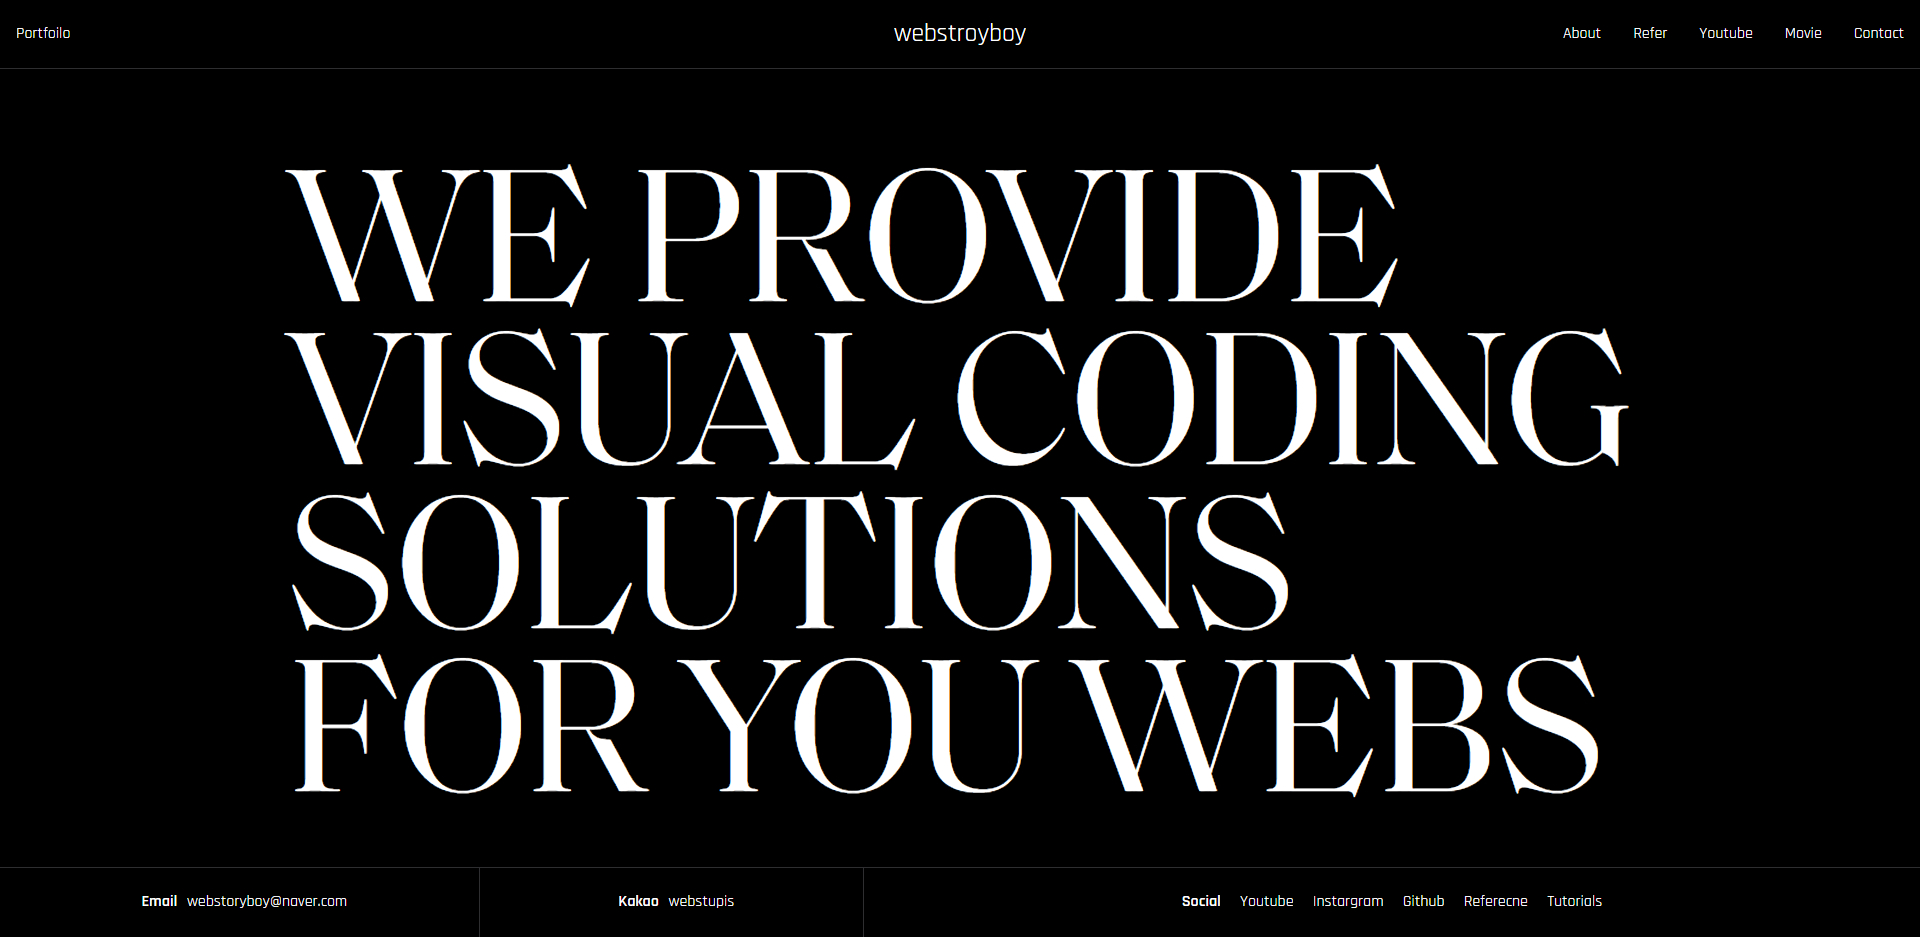 Portfoilo
webstroyboy
About Refer Youtube Movie Contact
WE PROVIDE
VISUAL CODING
SOLUTIONS
FOR YOU WEBS
Email webstoryboy@naver.com
Kakao webstupis
Social Youtube Instargram Github Referecne Tutorials